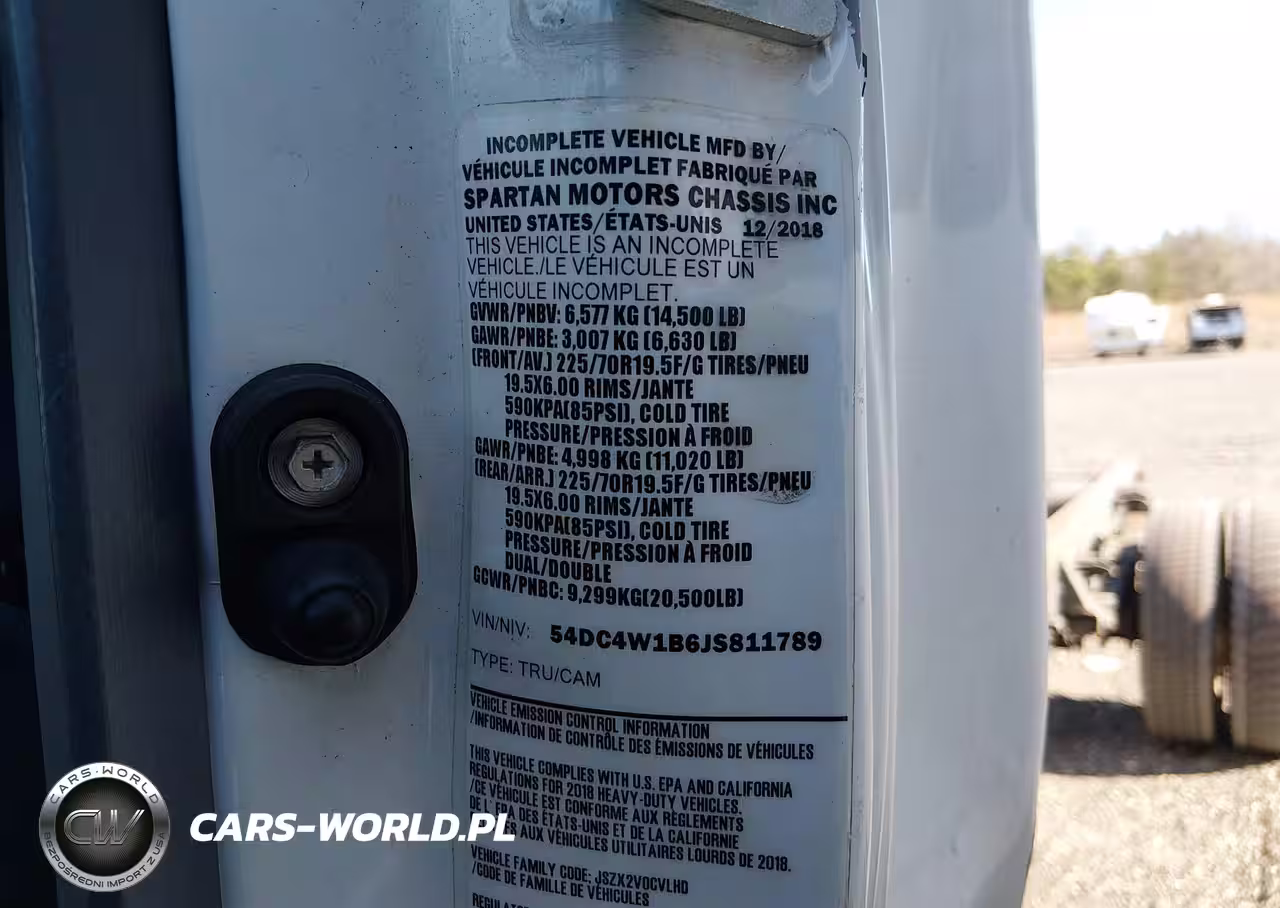 INCOMPLETE VEHICLE MFD BY/
VÉHICULE INCOMPLET FABRIQUÉ PAR
SPARTAN MOTORS CHASSIS INC
UNITED STATES/ÉTATS-UNIS 12/2018
THIS VEHICLE IS AN INCOMPLETE
VEHICLE./LE VÉHICULE EST UN
VÉHICULE INCOMPLET.
GVWR/PNBV: 6,577 KG (14,500 LB)
GAWR/PNBE: 3,007 KG (6,630 LB)
(FRONT/AV.) 225/70R19.5F/G TIRES/PNEU
19.5X6.00 RIMS/JANTE
590KPA(85PSI), COLD TIRE
PRESSURE/PRESSION À FROID
GAWR/PNBE: 4,998 KG (11,020 LB)
(REAR/ARR.) 225/70R19.5F/G TIRES/PNEU
19.5X6.00 RIMS/JANTE
590KPA(85PSI), COLD TIRE
PRESSURE/PRESSION À FROID
DUAL/DOUBLE
GCWR/PNBC: 9,299KG(20,500LB)
VIN/NIV: 54DC4W1B6JS811789
TYPE: TRU/CAM
VEHICLE EMISSION CONTROL INFORMATION
/INFORMATION DE CONTRÔLE DES ÉMISSIONS DE VÉHICULES
THIS VEHICLE COMPLIES WITH U.S. EPA AND CALIFORNIA
REGULATIONS FOR 2018 HEAVY-DUTY VEHICLES.
/CE VÉHICULE EST CONFORME AUX RÈGLEMENTS
DE L'EPA DES ÉTATS-UNIS ET DE LA CALIFORNIE
AUX VÉHICULES UTILITAIRES LOURDS DE 2018.
VEHICLE FAMILY CODE: JSZX2VOCVLHD
/CODE DE FAMILLE DE VÉHICULES
CARS-WORLD
CW
BEZPOŚREDNI IMPORT Z USA
CARS-WORLD.PL